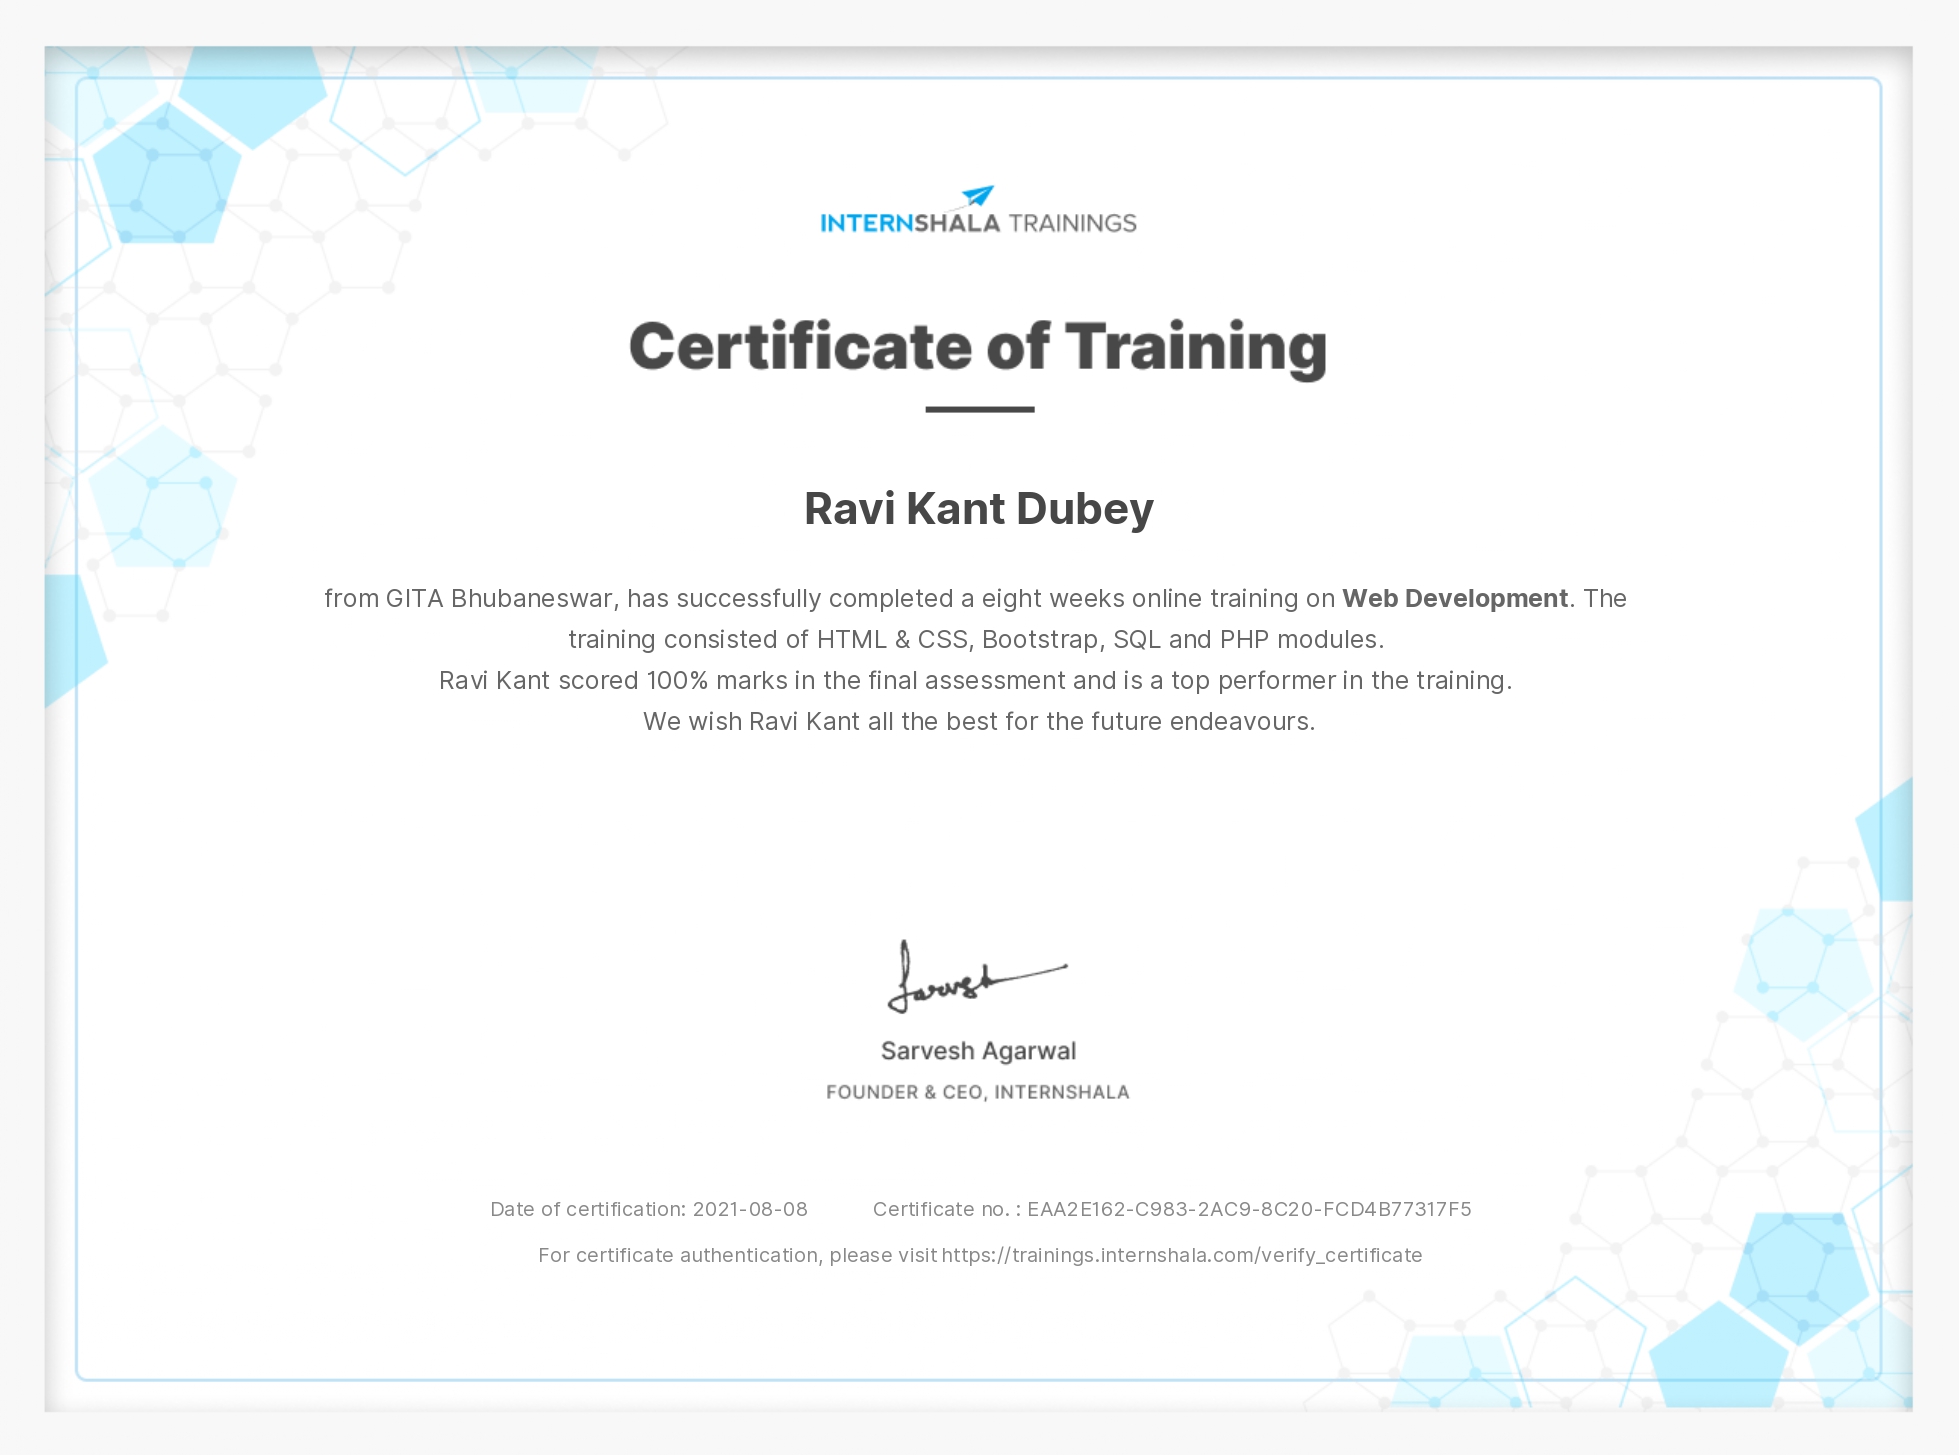 INTERNSHALA TRAININGS
Certificate of Training
Ravi Kant Dubey
from GITA Bhubaneswar, has successfully completed a eight weeks online training on Web Development. The
training consisted of HTML & CSS, Bootstrap, SQL and PHP modules.
Ravi Kant scored 100% marks in the final assessment and is a top performer in the training.
We wish Ravi Kant all the best for the future endeavours.
Sarvesh
Sarvesh Agarwal
FOUNDER & CEO, INTERNSHALA
Date of certification: 2021-08-08 Certificate no. : EAA2E162-C983-2AC9-8C20-FCD4B77317F5
For certificate authentication, please visit https://trainings.internshala.com/verify_certificate